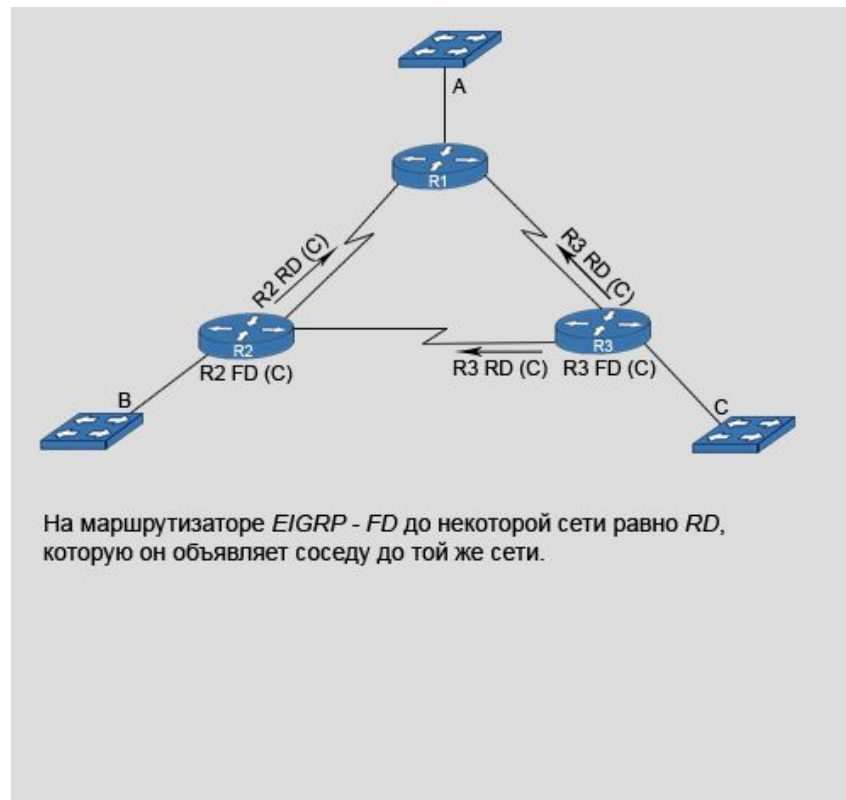 A
R1
R2 RD (C)
R3 RD (C)
R2
R3
R2 FD (C)
R3 RD (C) R3 FD (C)
B
C
На маршрутизаторе EIGRP - FD до некоторой сети равно RD,
которую он объявляет соседу до той же сети.